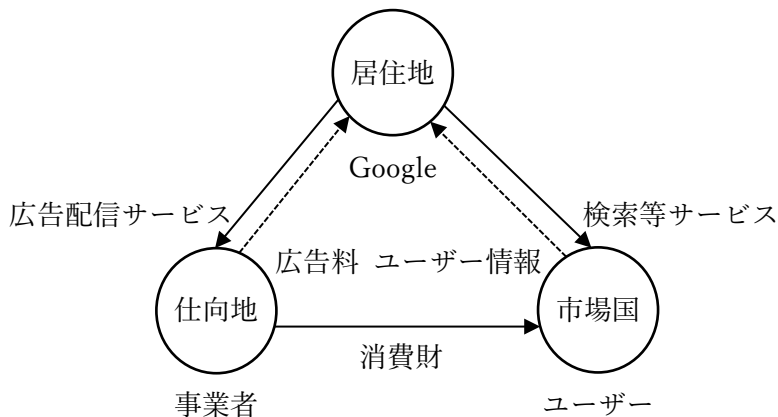 居住地
Google
広告配信サービス
検索等サービス
広告料 ユーザー情報
仕向地
市場国
消費財
事業者
ユーザー